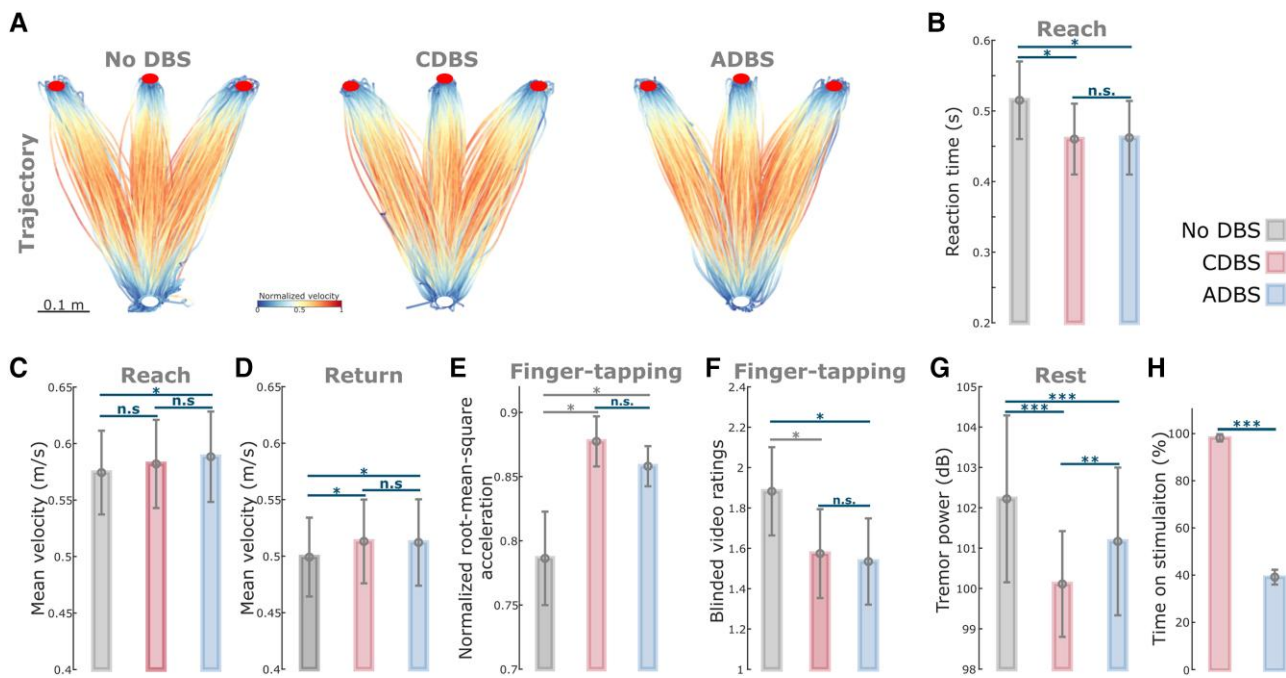 A
No DBS
CDBS
ADBS
Trajectory
0.1 m
Normalized velocity
0
0.5
1
B
Reach
Reaction time (s)
0.6
0.5
0.4
0.3
0.2
*
*
n.s.
No DBS
CDBS
ADBS
C
Reach
Mean velocity (m/s)
0.65
0.6
0.55
0.5
0.45
0.4
*
n.s
n.s
D
Return
Mean velocity (m/s)
0.65
0.6
0.55
0.5
0.45
0.4
*
*
n.s
E
Finger-tapping
Normalized root-mean-square
acceleration
0.9
0.85
0.8
0.75
0.7
*
*
n.s.
F
Finger-tapping
Blinded video ratings
2.4
2.2
2
1.8
1.6
1.4
1.2
1
*
*
n.s.
G
Rest
Tremor power (dB)
105
104
103
102
101
100
99
98
***
***
**
H
Time on stimulaiton (%)
100
80
60
40
20
0
***